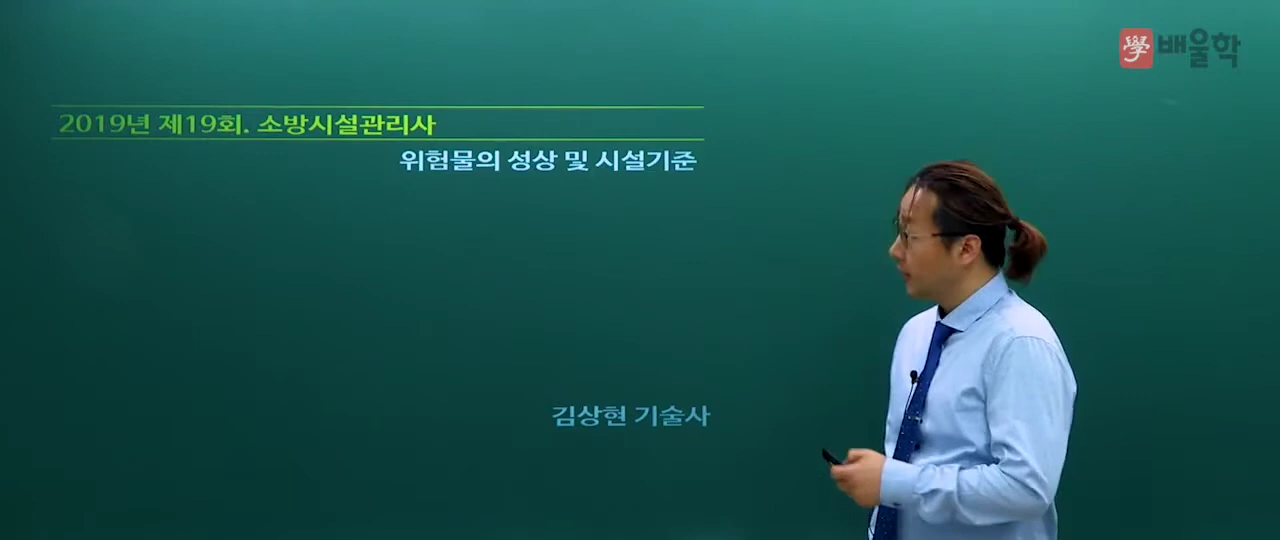 學 배울학
2019년 제19회. 소방시설관리사
위험물의 성상 및 시설기준
김상현 기술사